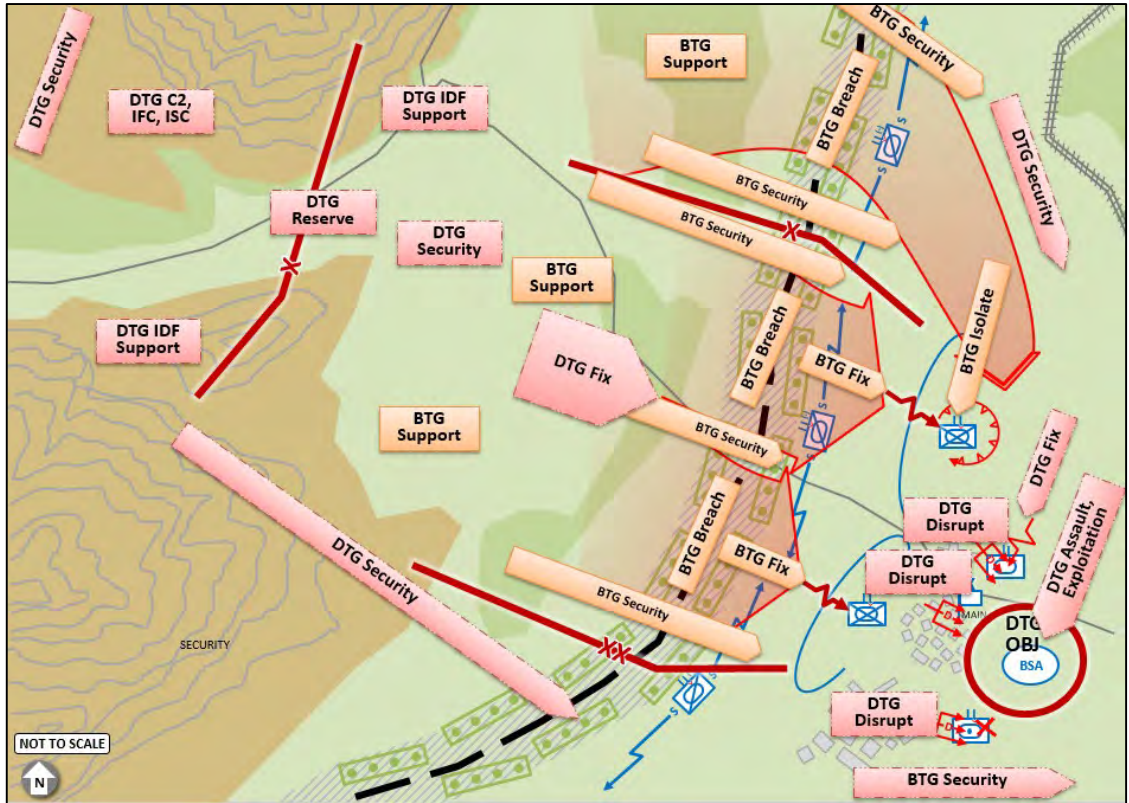 BTG Security
DTG Security
BTG
Support
DTG C2,
IFC, ISC
DTG IDF
Support
BTG Breach
S
DTG Security
BTG Security
BTG Security
DTG
Reserve
DTG
Security
X
X
BTG
Support
DTG IDF
Support
BTG Breach
BTG Isolate
DTG Fix
BTG Fix
S
BTG
Support
BTG Security
S
DTG Fix
DTG
Disrupt
DTG Assault,
Exploitation
BTG Breach
DTG Security
BTG Fix
DTG
Disrupt
D
MAIN
BTG Security
DTG
OBJ
BSA
SECURITY
XX
S
DTG
Disrupt
D
NOT TO SCALE
S
N
BTG Security